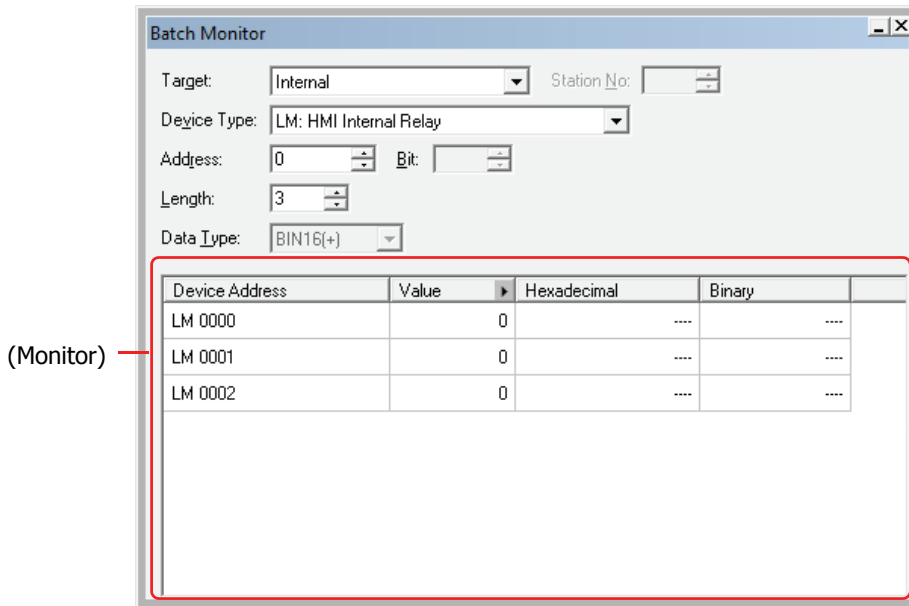 Batch Monitor
Target: Internal Station No:
Device Type: LM: HMI Internal Relay
Address: 0 Bit:
Length: 3
Data Type: BIN16(+)
Device Address Value Hexadecimal Binary
LM 0000 0 ---- ----
(Monitor)
LM 0001 0 ---- ----
LM 0002 0 ---- ----